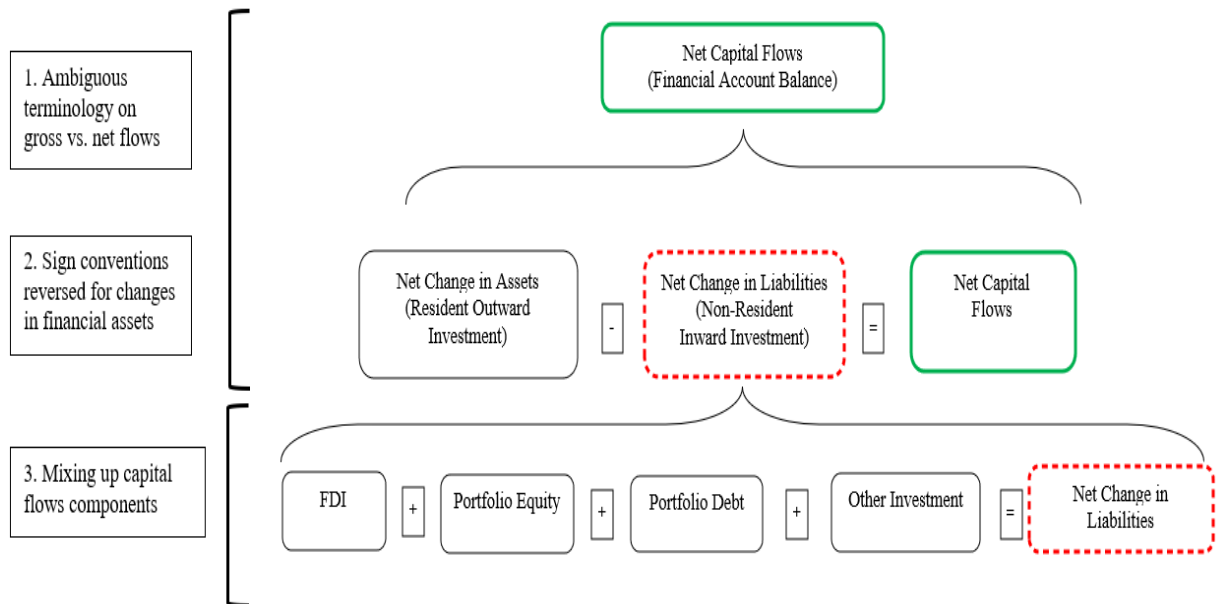 1. Ambiguous
terminology on
gross vs. net flows
Net Capital Flows
(Financial Account Balance)
2. Sign conventions
reversed for changes
in financial assets
Net Change in Assets
(Resident Outward
Investment)
-
Net Change in Liabilities
(Non-Resident
Inward Investment)
=
Net Capital
Flows
3. Mixing up capital
flows components
FDI
+
Portfolio Equity
+
Portfolio Debt
+
Other Investment
=
Net Change in
Liabilities